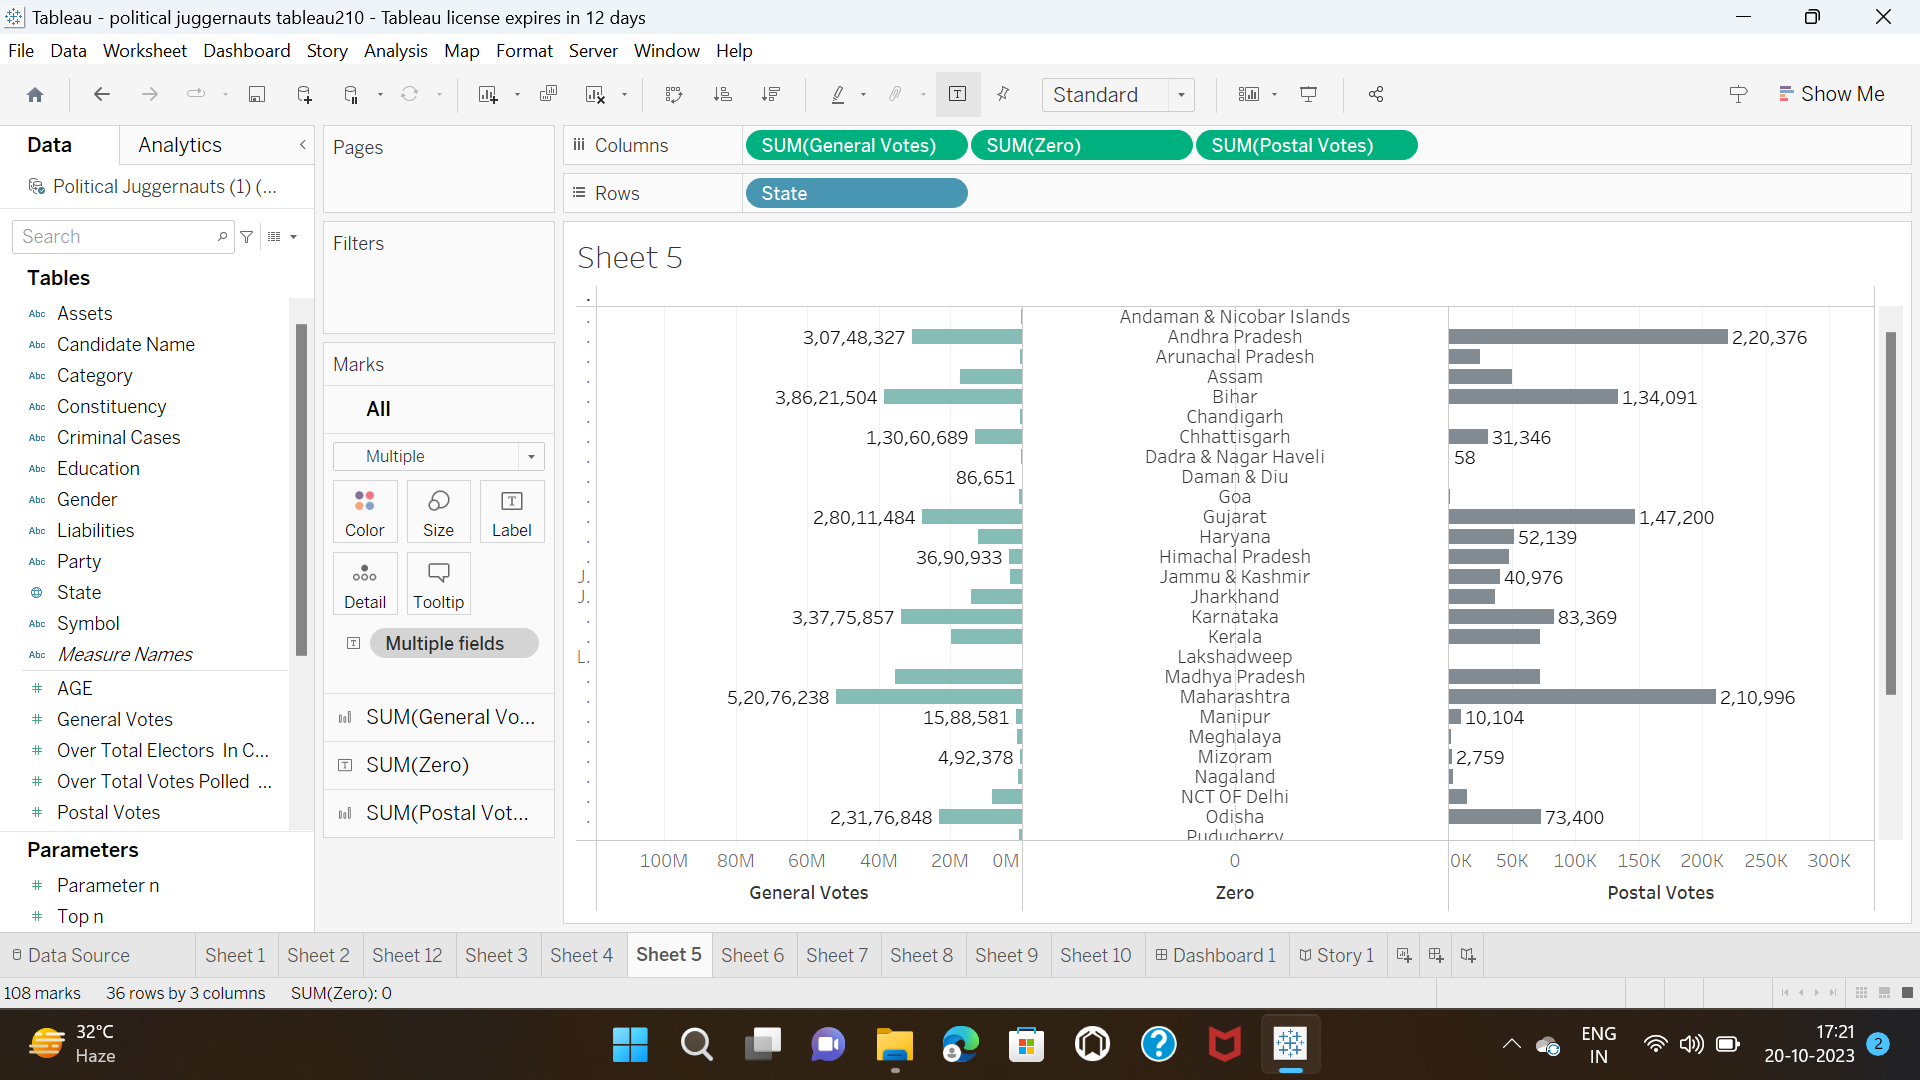 Tableau - political juggernauts tableau210 - Tableau license expires in 12 days
File Data Worksheet Dashboard Story Analysis Map Format Server Window Help
Standard
Show Me
Data Analytics
Political Juggernauts (1) (...
Search
Tables
Abc Assets
Abc Candidate Name
Abc Category
Abc Constituency
Abc Criminal Cases
Abc Education
Abc Gender
Abc Liabilities
Abc Party
State
Abc Symbol
Abc Measure Names
# AGE
# General Votes
# Over Total Electors In C...
# Over Total Votes Polled ...
# Postal Votes
Parameters
# Parameter n
# Top n
Pages
Filters
Marks
All
Multiple
Color Size Label
Detail Tooltip
Multiple fields
SUM(General Vo...
SUM(Zero)
SUM(Postal Vot...
Columns SUM(General Votes) SUM(Zero) SUM(Postal Votes)
Rows State
Sheet 5
Andaman & Nicobar Islands
3,07,48,327 Andhra Pradesh 2,20,376
Arunachal Pradesh
Assam
3,86,21,504 Bihar 1,34,091
Chandigarh
1,30,60,689 Chhattisgarh 31,346
Dadra & Nagar Haveli 58
86,651 Daman & Diu
Goa
2,80,11,484 Gujarat 1,47,200
Haryana 52,139
36,90,933 Himachal Pradesh
J. Jammu & Kashmir 40,976
J. Jharkhand
3,37,75,857 Karnataka 83,369
Kerala
L. Lakshadweep
Madhya Pradesh
5,20,76,238 Maharashtra 2,10,996
15,88,581 Manipur 10,104
Meghalaya
4,92,378 Mizoram 2,759
Nagaland
NCT OF Delhi
2,31,76,848 Odisha 73,400
Puducherry
100M 80M 60M 40M 20M 0M 0 0K 50K 100K 150K 200K 250K 300K
General Votes Zero Postal Votes
Data Source Sheet 1 Sheet 2 Sheet 12 Sheet 3 Sheet 4 Sheet 5 Sheet 6 Sheet 7 Sheet 8 Sheet 9 Sheet 10 Dashboard 1 Story 1
108 marks 36 rows by 3 columns SUM(Zero): 0
32°C
Haze
ENG
IN
17:21
20-10-2023
2